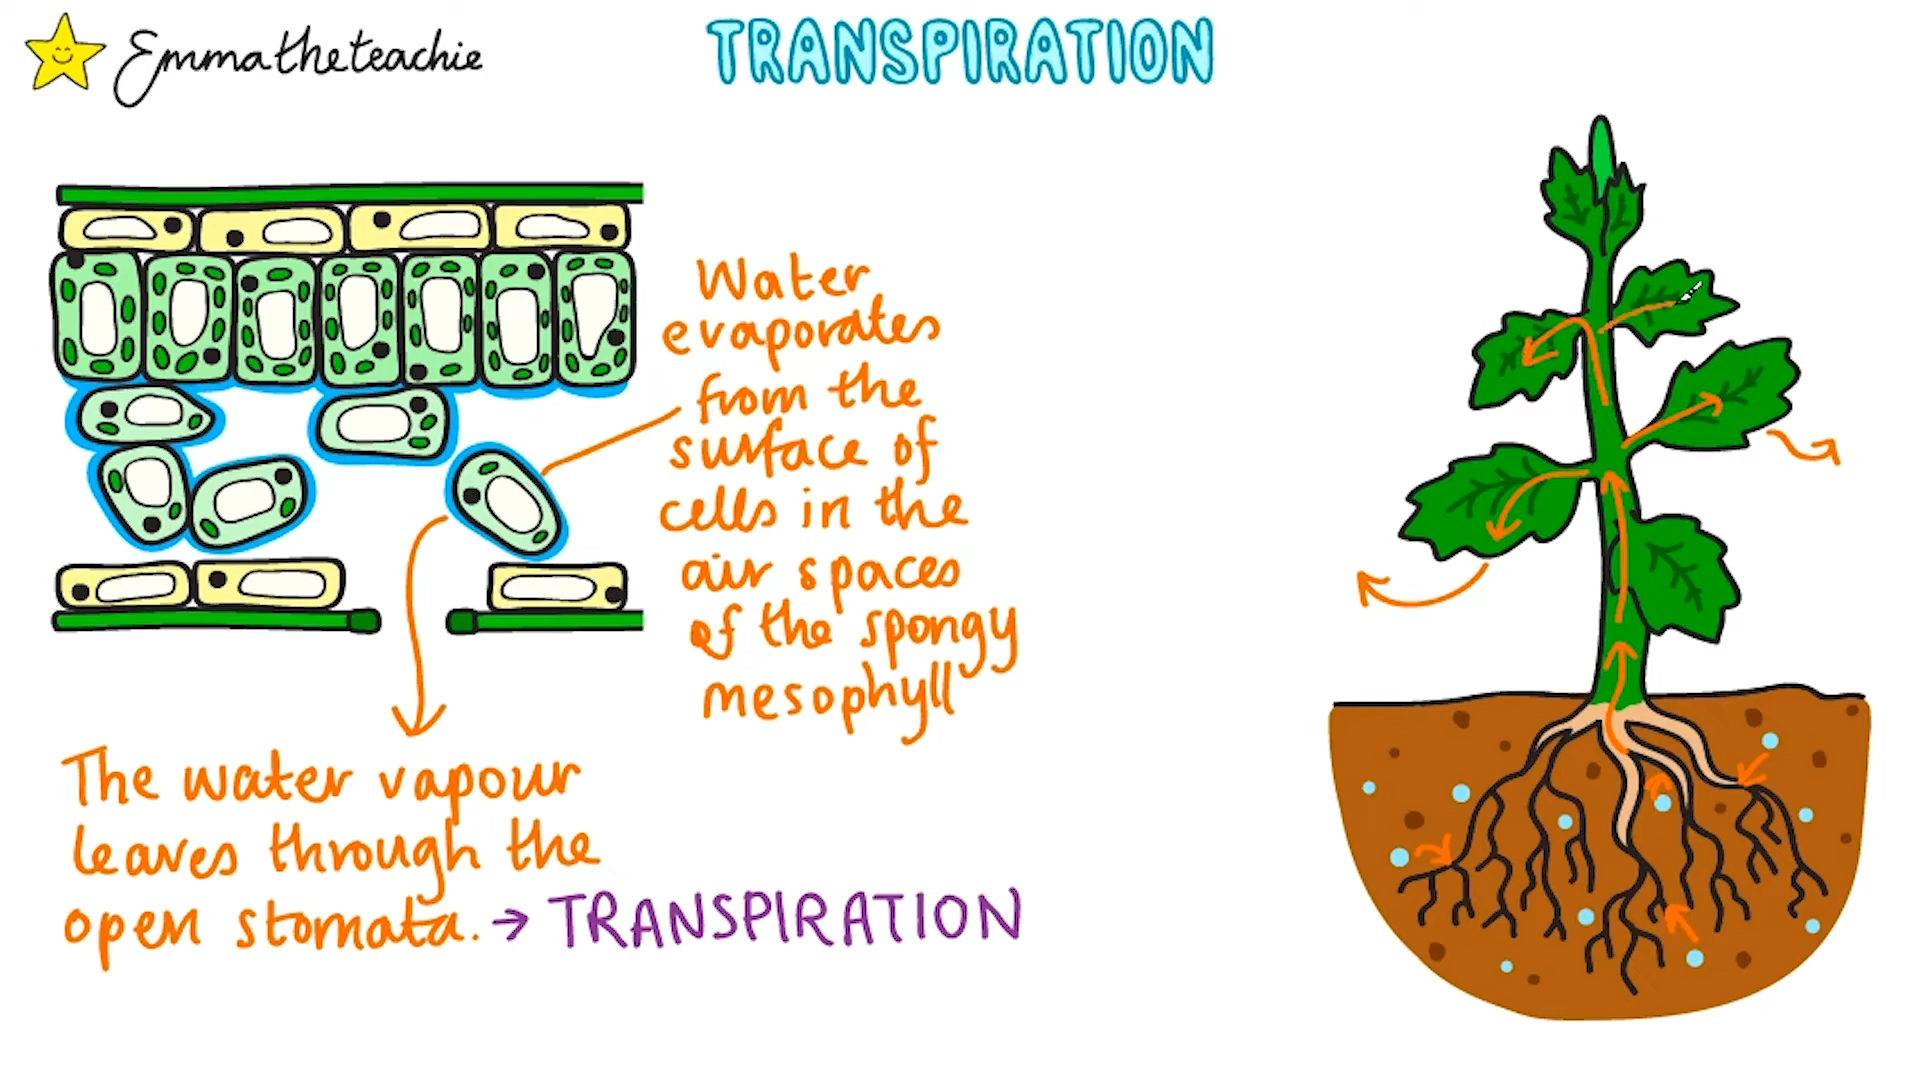 Emmatheteachie
TRANSPIRATION
Water
evaporates
from the
surface of
cells in the
air spaces
of the spongy
mesophyll
The water vapour
leaves through the
open stomata. → TRANSPIRATION